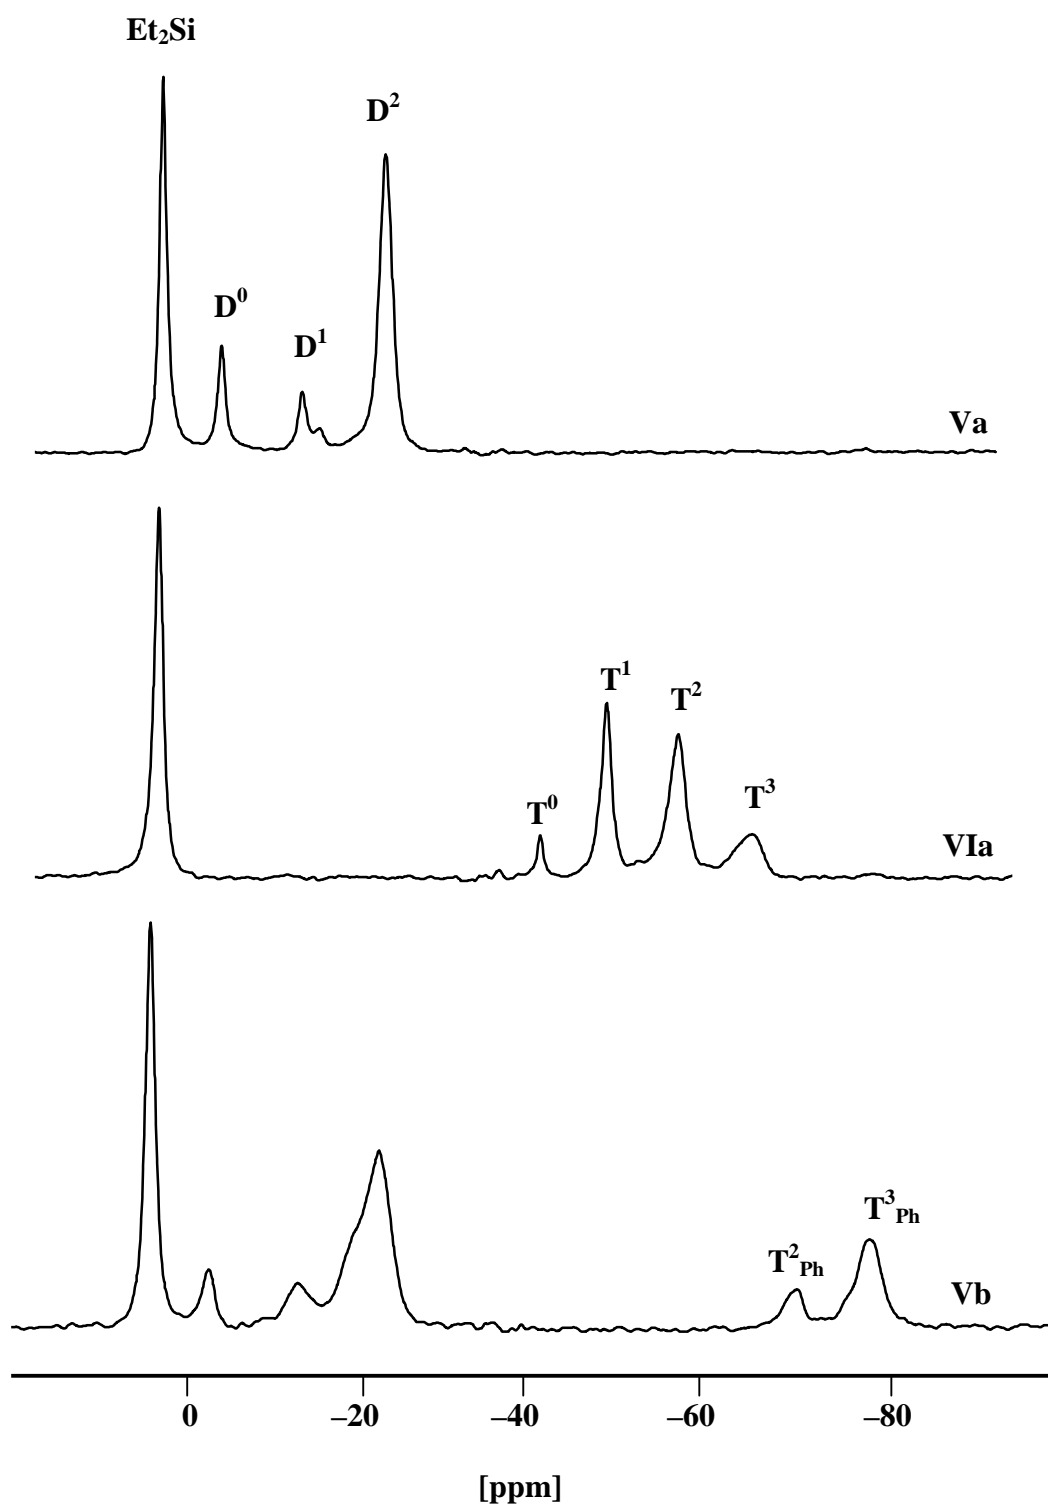 Et₂Si
D²
D⁰
D¹
Va
T¹
T²
T³
T⁰
VIa
T³Ph
T²Ph
Vb
0 –20 –40 –60 –80
[ppm]